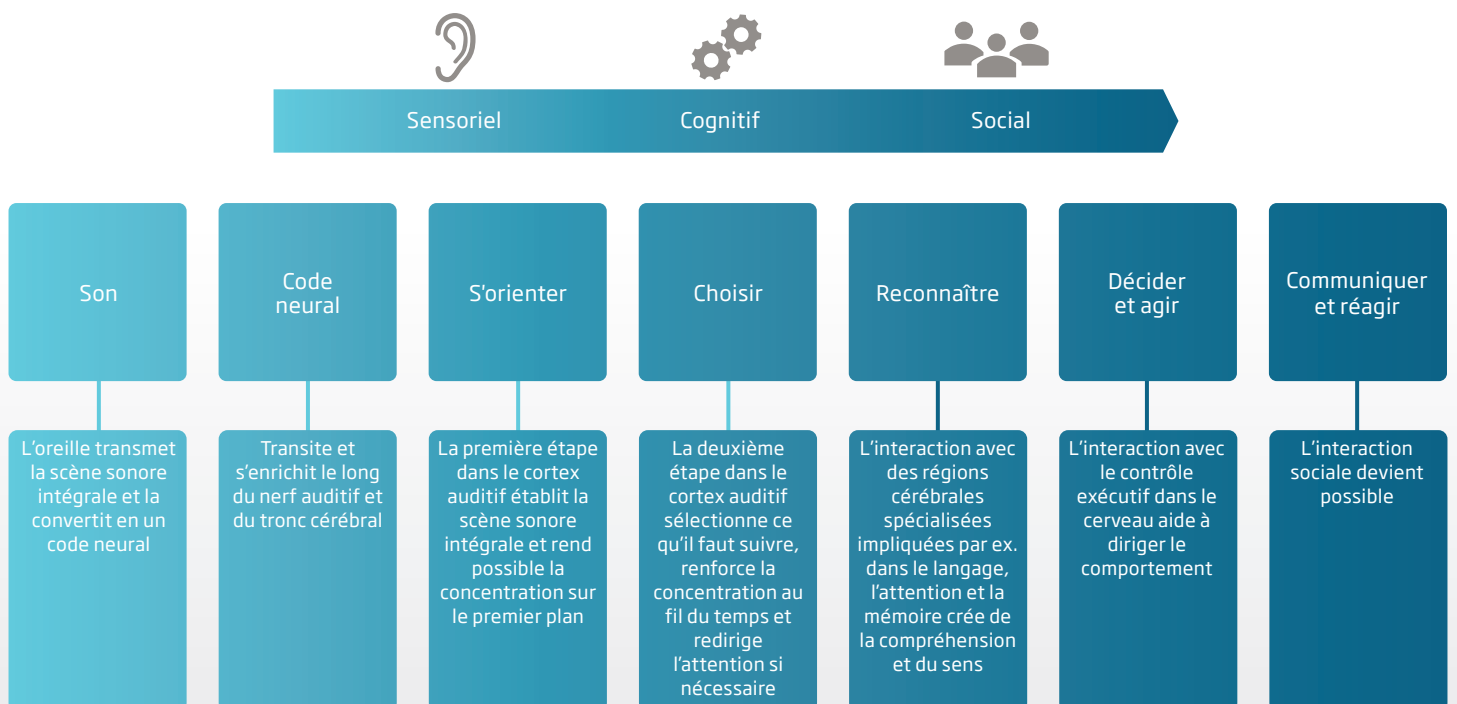 Sensoriel
Cognitif
Social
Son
Code
neural
S'orienter
Choisir
Reconnaître
Décider
et agir
Communiquer
et réagir
L'oreille transmet
la scène sonore
intégrale et la
convertit en un
code neural
Transite et
s'enrichit le long
du nerf auditif et
du tronc cérébral
La première étape
dans le cortex
auditif établit la
scène sonore
intégrale et rend
possible la
concentration sur
le premier plan
La deuxième
étape dans le
cortex auditif
sélectionne ce
qu'il faut suivre,
renforce la
concentration au
fil du temps et
redirige
l'attention si
nécessaire
L'interaction avec
des régions
cérébrales
spécialisées
impliquées par ex.
dans le langage,
l'attention et la
mémoire crée de
la compréhension
et du sens
L'interaction avec
le contrôle
exécutif dans le
cerveau aide à
diriger le
comportement
L'interaction
sociale devient
possible